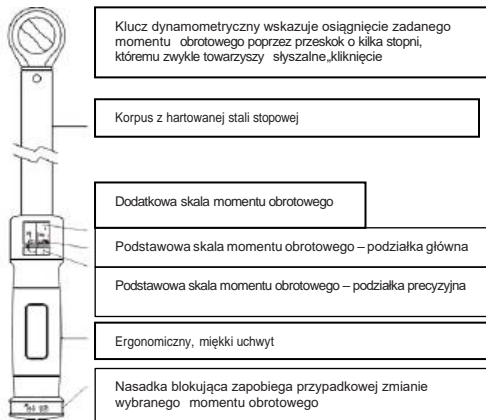 Klucz dynamometryczny wskazuje osiągnięcie zadanego
momentu obrotowego poprzez przeskok o kilka stopni,
któremu zwykle towarzyszy słyszalne„kliknięcie
Korpus z hartowanej stali stopowej
Dodatkowa skala momentu obrotowego
Podstawowa skala momentu obrotowego – podziałka główna
Podstawowa skala momentu obrotowego – podziałka precyzyjna
Ergonomiczny, miękki uchwyt
Nasadka blokująca zapobiega przypadkowej zmianie
wybranego momentu obrotowego